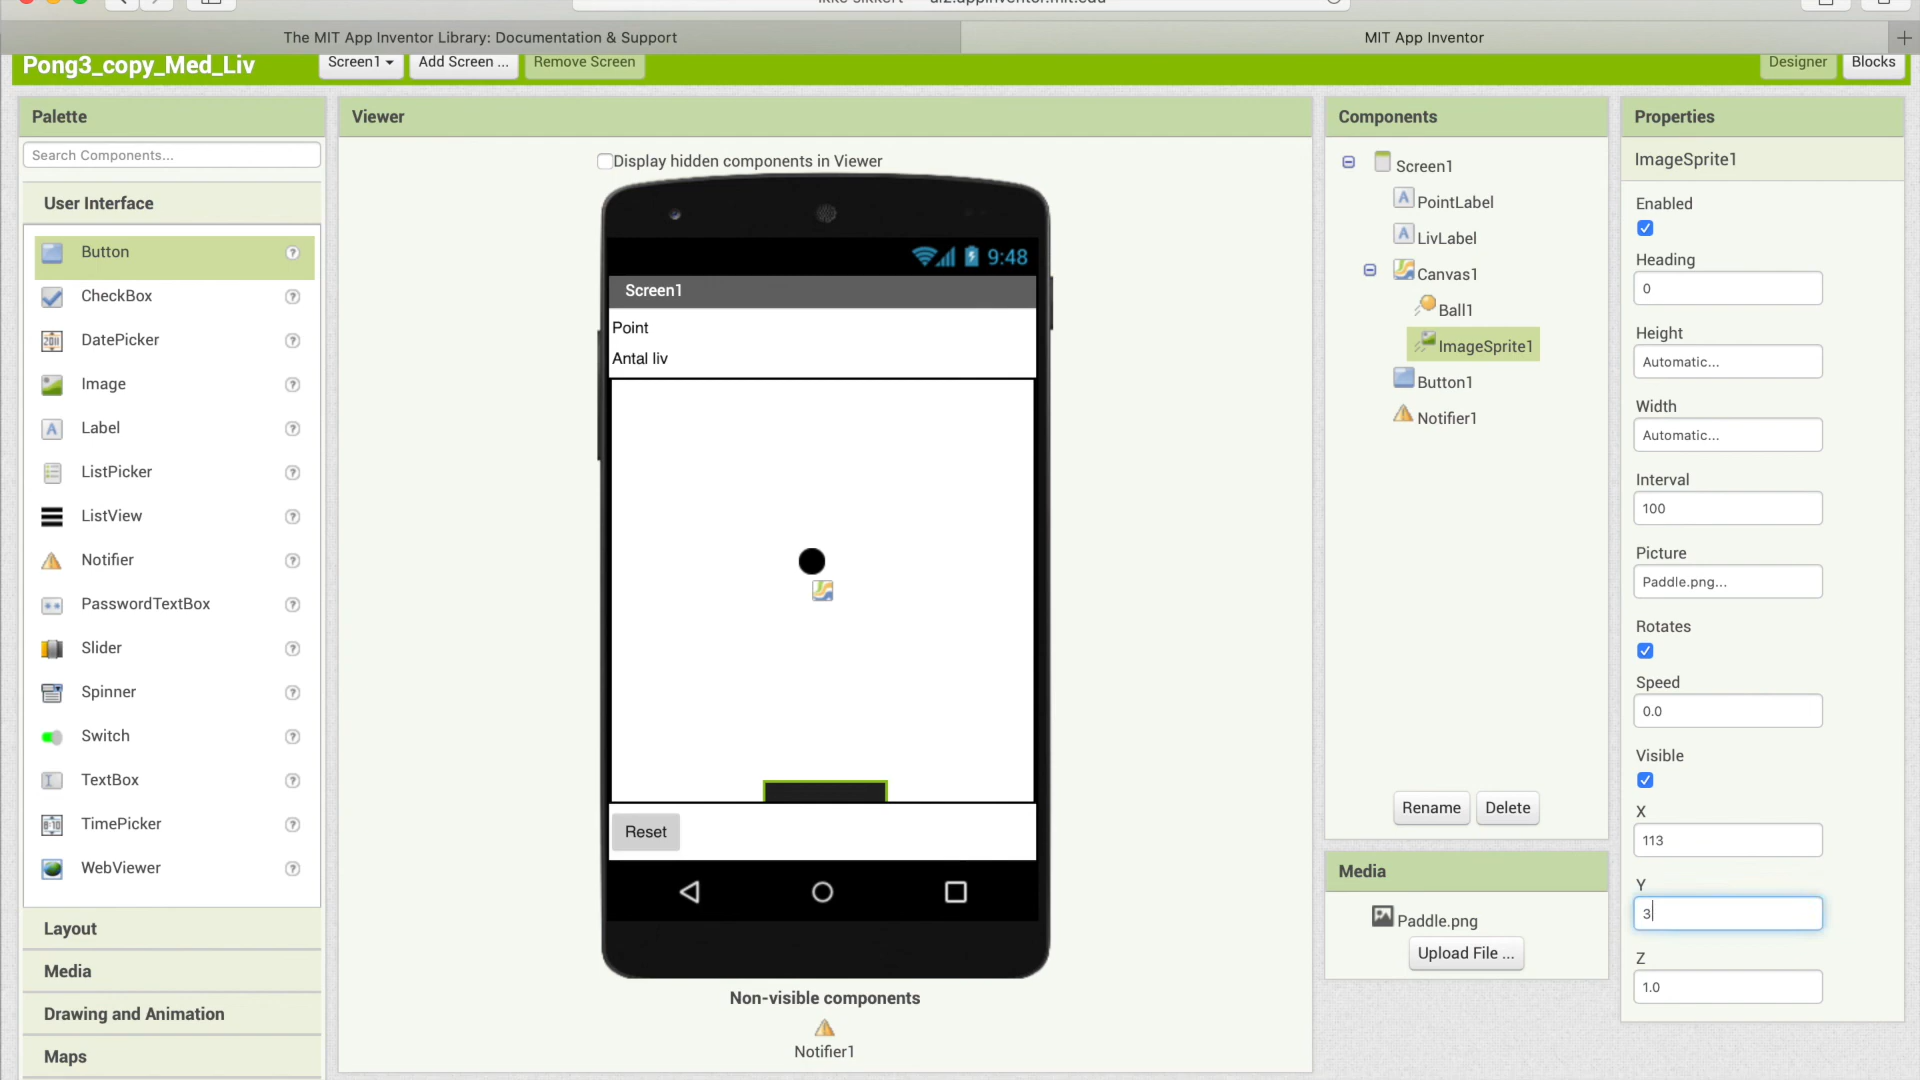 The MIT App Inventor Library: Documentation & Support
MIT App Inventor
Pong3_copy_Med_Liv
Screen1
Add Screen ...
Remove Screen
Designer
Blocks
Palette
Search Components...
User Interface
Button
CheckBox
DatePicker
Image
Label
ListPicker
ListView
Notifier
PasswordTextBox
Slider
Spinner
Switch
TextBox
TimePicker
WebViewer
Layout
Media
Drawing and Animation
Maps
Viewer
Display hidden components in Viewer
9:48
Screen1
Point
Antal liv
Reset
Non-visible components
Notifier1
Components
Screen1
PointLabel
LivLabel
Canvas1
Ball1
ImageSprite1
Button1
Notifier1
Rename
Delete
Media
Paddle.png
Upload File ...
Properties
ImageSprite1
Enabled
Heading
0
Height
Automatic...
Width
Automatic...
Interval
100
Picture
Paddle.png...
Rotates
Speed
0.0
Visible
X
113
Y
3
Z
1.0